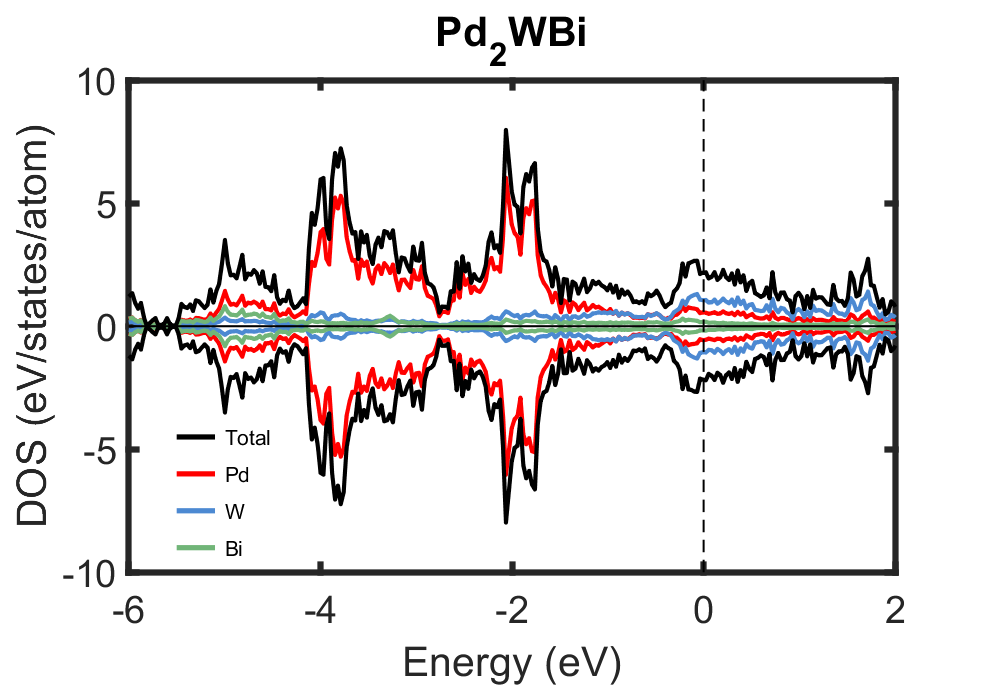 Pd2WBi
DOS (eV/states/atom)
10
5
0
-5
-10
Total
Pd
W
Bi
-6 -4 -2 0 2
Energy (eV)